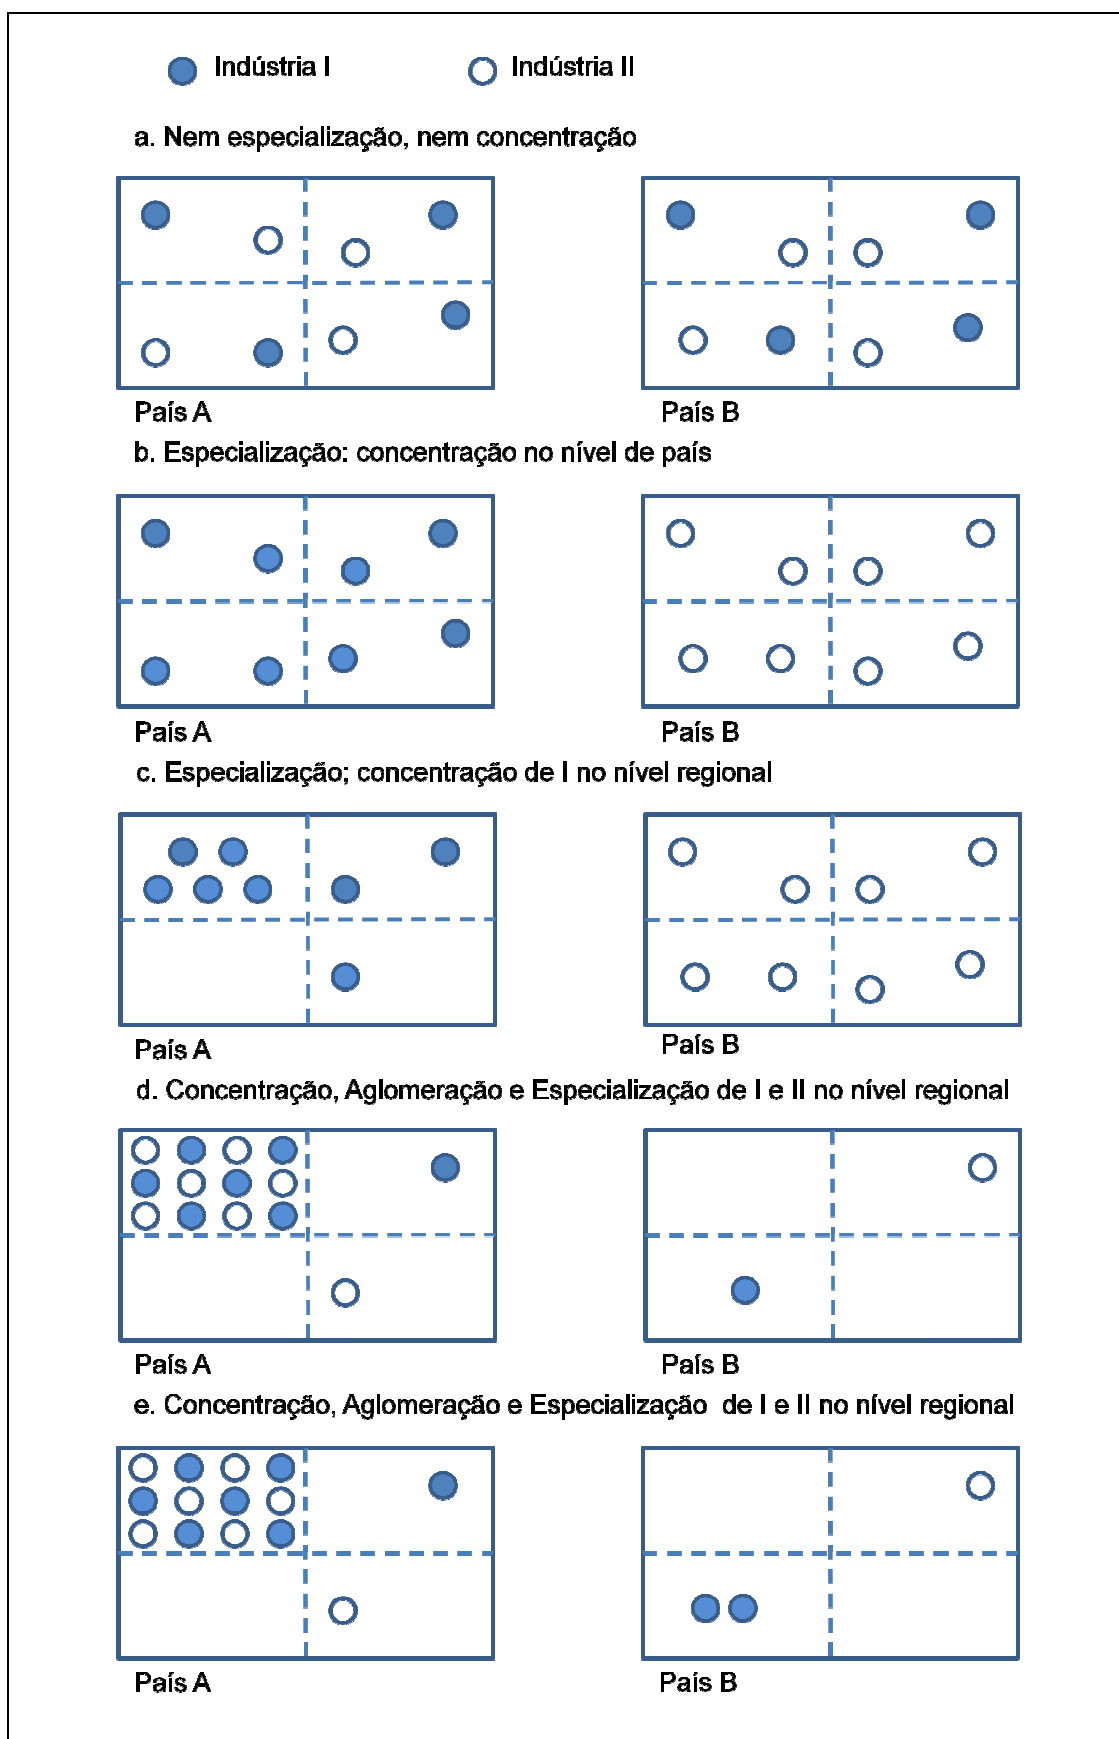 Indústria I Indústria II
a. Nem especialização, nem concentração
País A País B
b. Especialização: concentração no nível de país
País A País B
c. Especialização; concentração de I no nível regional
País A País B
d. Concentração, Aglomeração e Especialização de I e II no nível regional
País A País B
e. Concentração, Aglomeração e Especialização de I e II no nível regional
País A País B